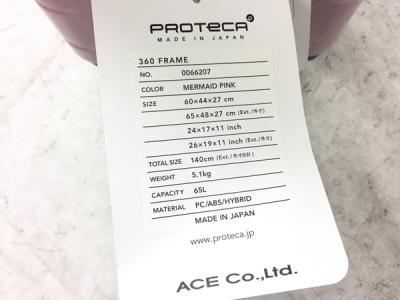 PROTECA JP
MADE IN JAPAN
360 FRAME
NO. 0066207
COLOR MERMAID PINK
SIZE 60×44×27 cm
65×48×27 cm (Ext./外寸)
24×17×11 inch
26×19×11 inch (Ext./外寸)
TOTAL SIZE 140cm (Ext./外寸合計)
WEIGHT 5.1kg
CAPACITY 65L
MATERIAL PC/ABS/HYBRID
MADE IN JAPAN
www.proteca.jp
ACE Co.,Ltd.